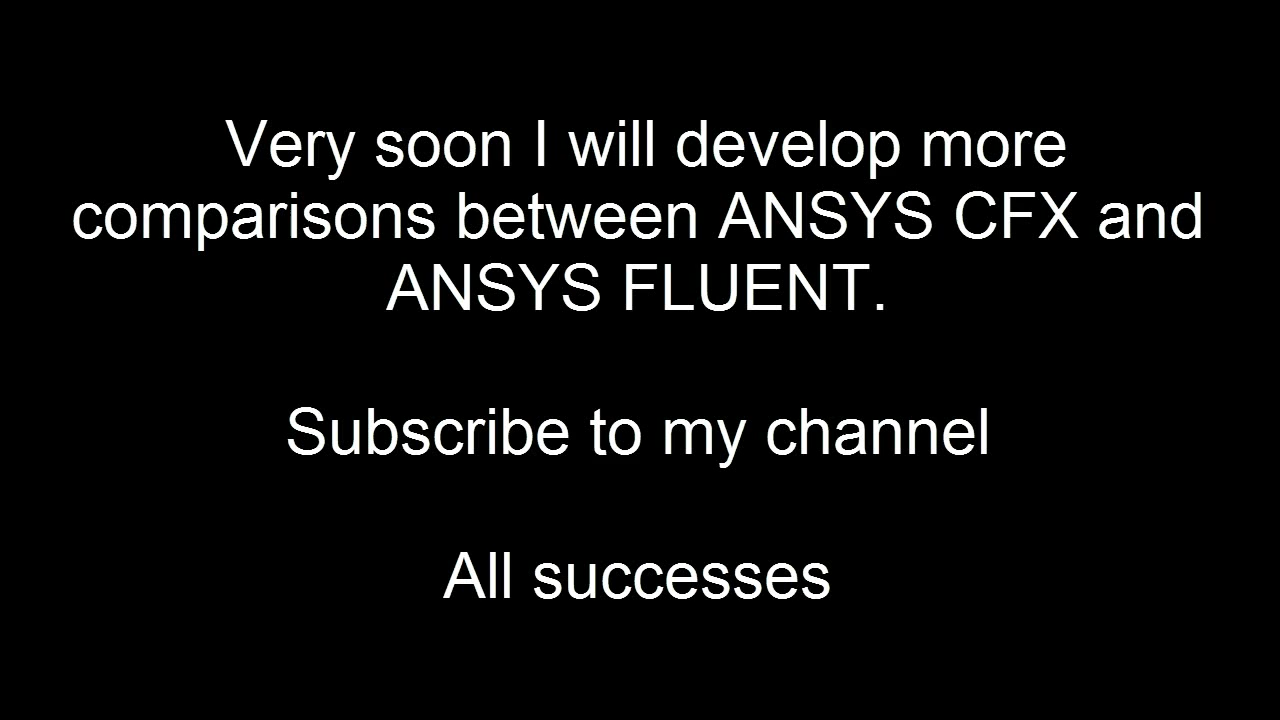 Very soon I will develop more
comparisons between ANSYS CFX and
ANSYS FLUENT.
Subscribe to my channel
All successes